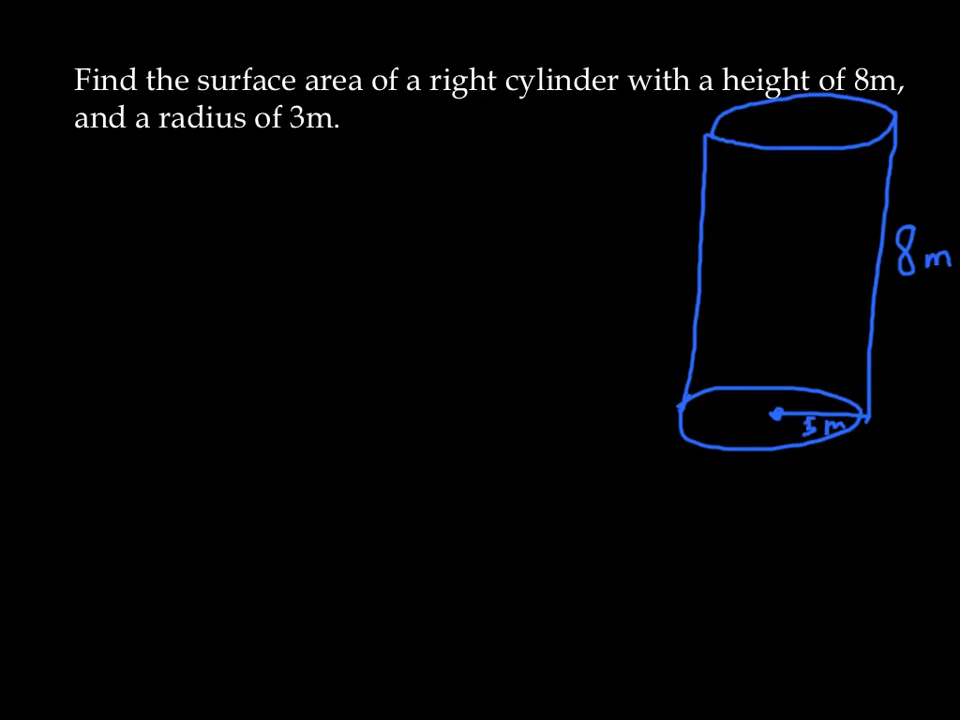 Find the surface area of a right cylinder with a height of 8m,
and a radius of 3m.
8 m
3 m